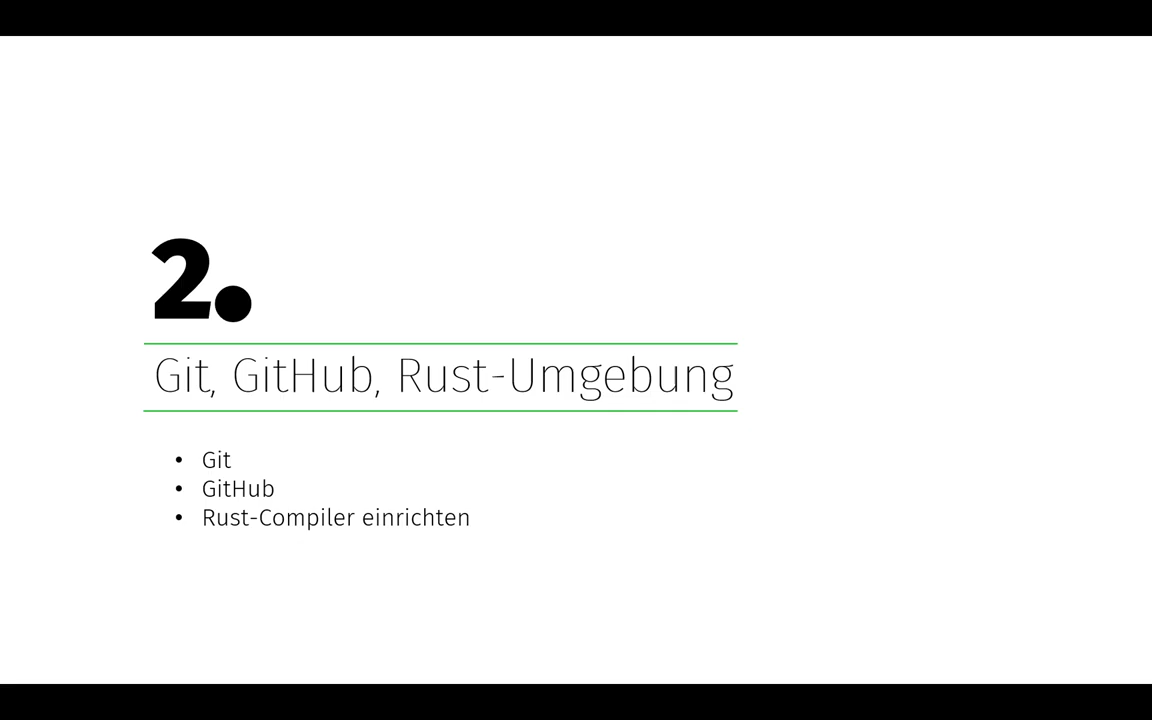 2.
Git, GitHub, Rust-Umgebung
• Git
• GitHub
• Rust-Compiler einrichten